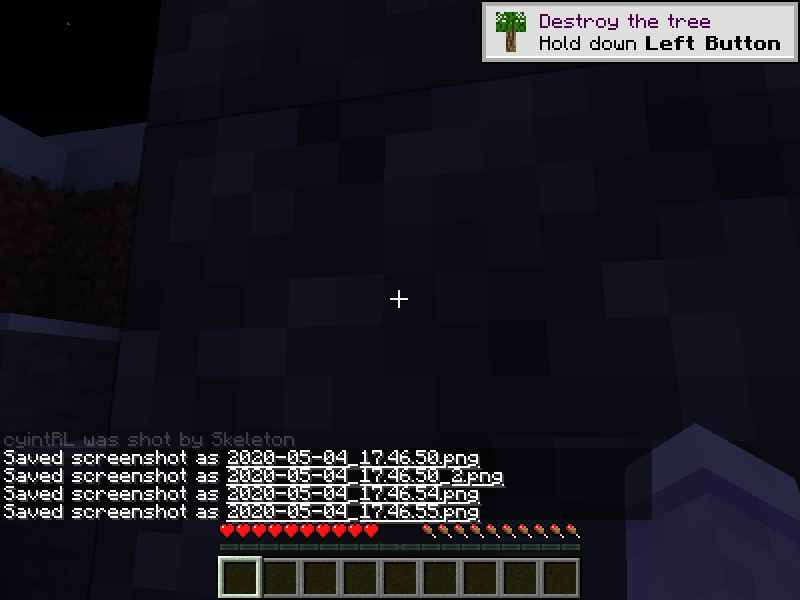 Destroy the tree
Hold down Left Button
cyintRL was shot by Skeleton
Saved screenshot as 2020-05-04_17.46.50.png
Saved screenshot as 2020-05-04_17.46.50_2.png
Saved screenshot as 2020-05-04_17.46.54.png
Saved screenshot as 2020-05-04_17.46.55.png